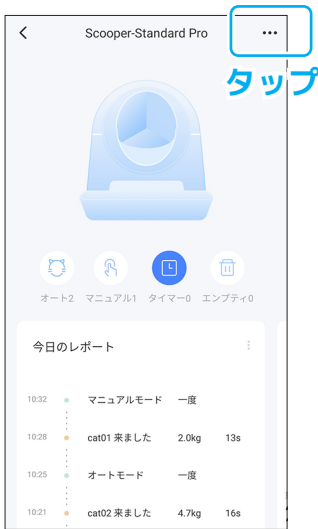 Scooper-Standard Pro
タップ
オート2 マニュアル1 タイマー0 エンプティ0
今日のレポート
10:32 マニュアルモード 一度
10:28 cat01 来ました 2.0kg 13s
10:25 オートモード 一度
10:21 cat02 来ました 4.7kg 16s